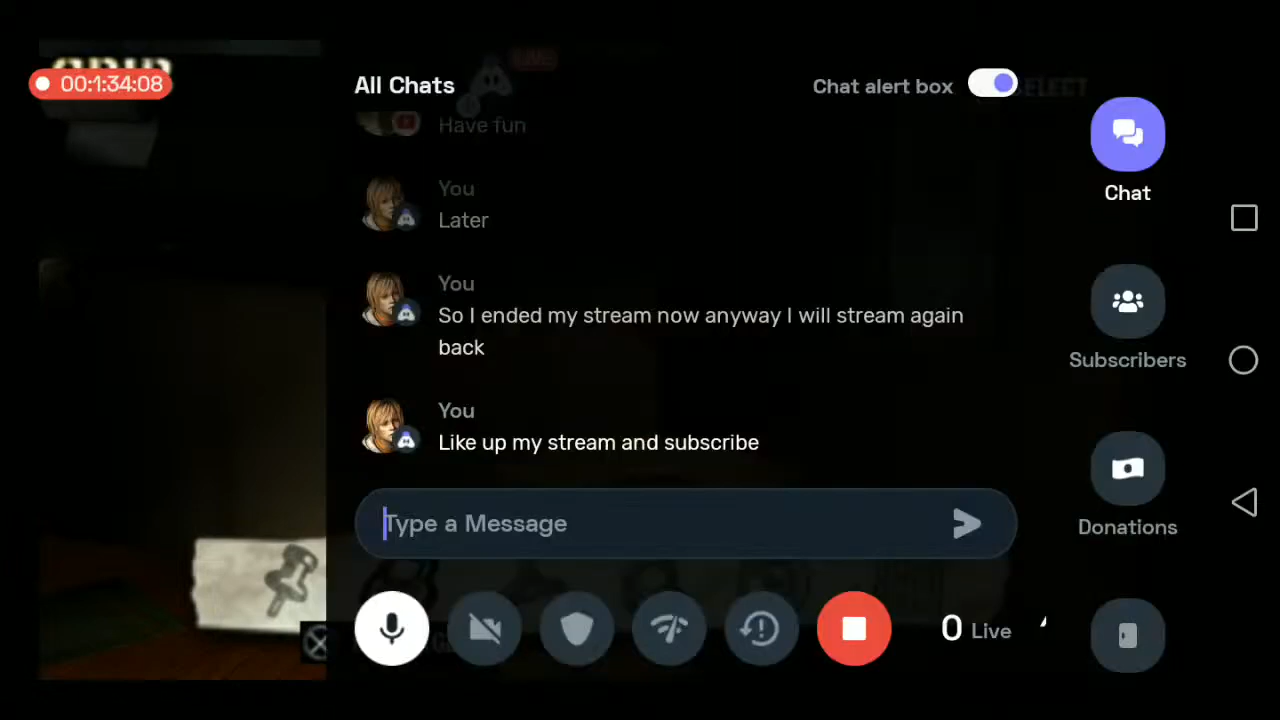 00:1:34:08
All Chats
LIVE
Chat alert box
Have fun
You
Later
You
So I ended my stream now anyway I will stream again
back
You
Like up my stream and subscribe
Type a Message
0 Live
Chat
Subscribers
Donations